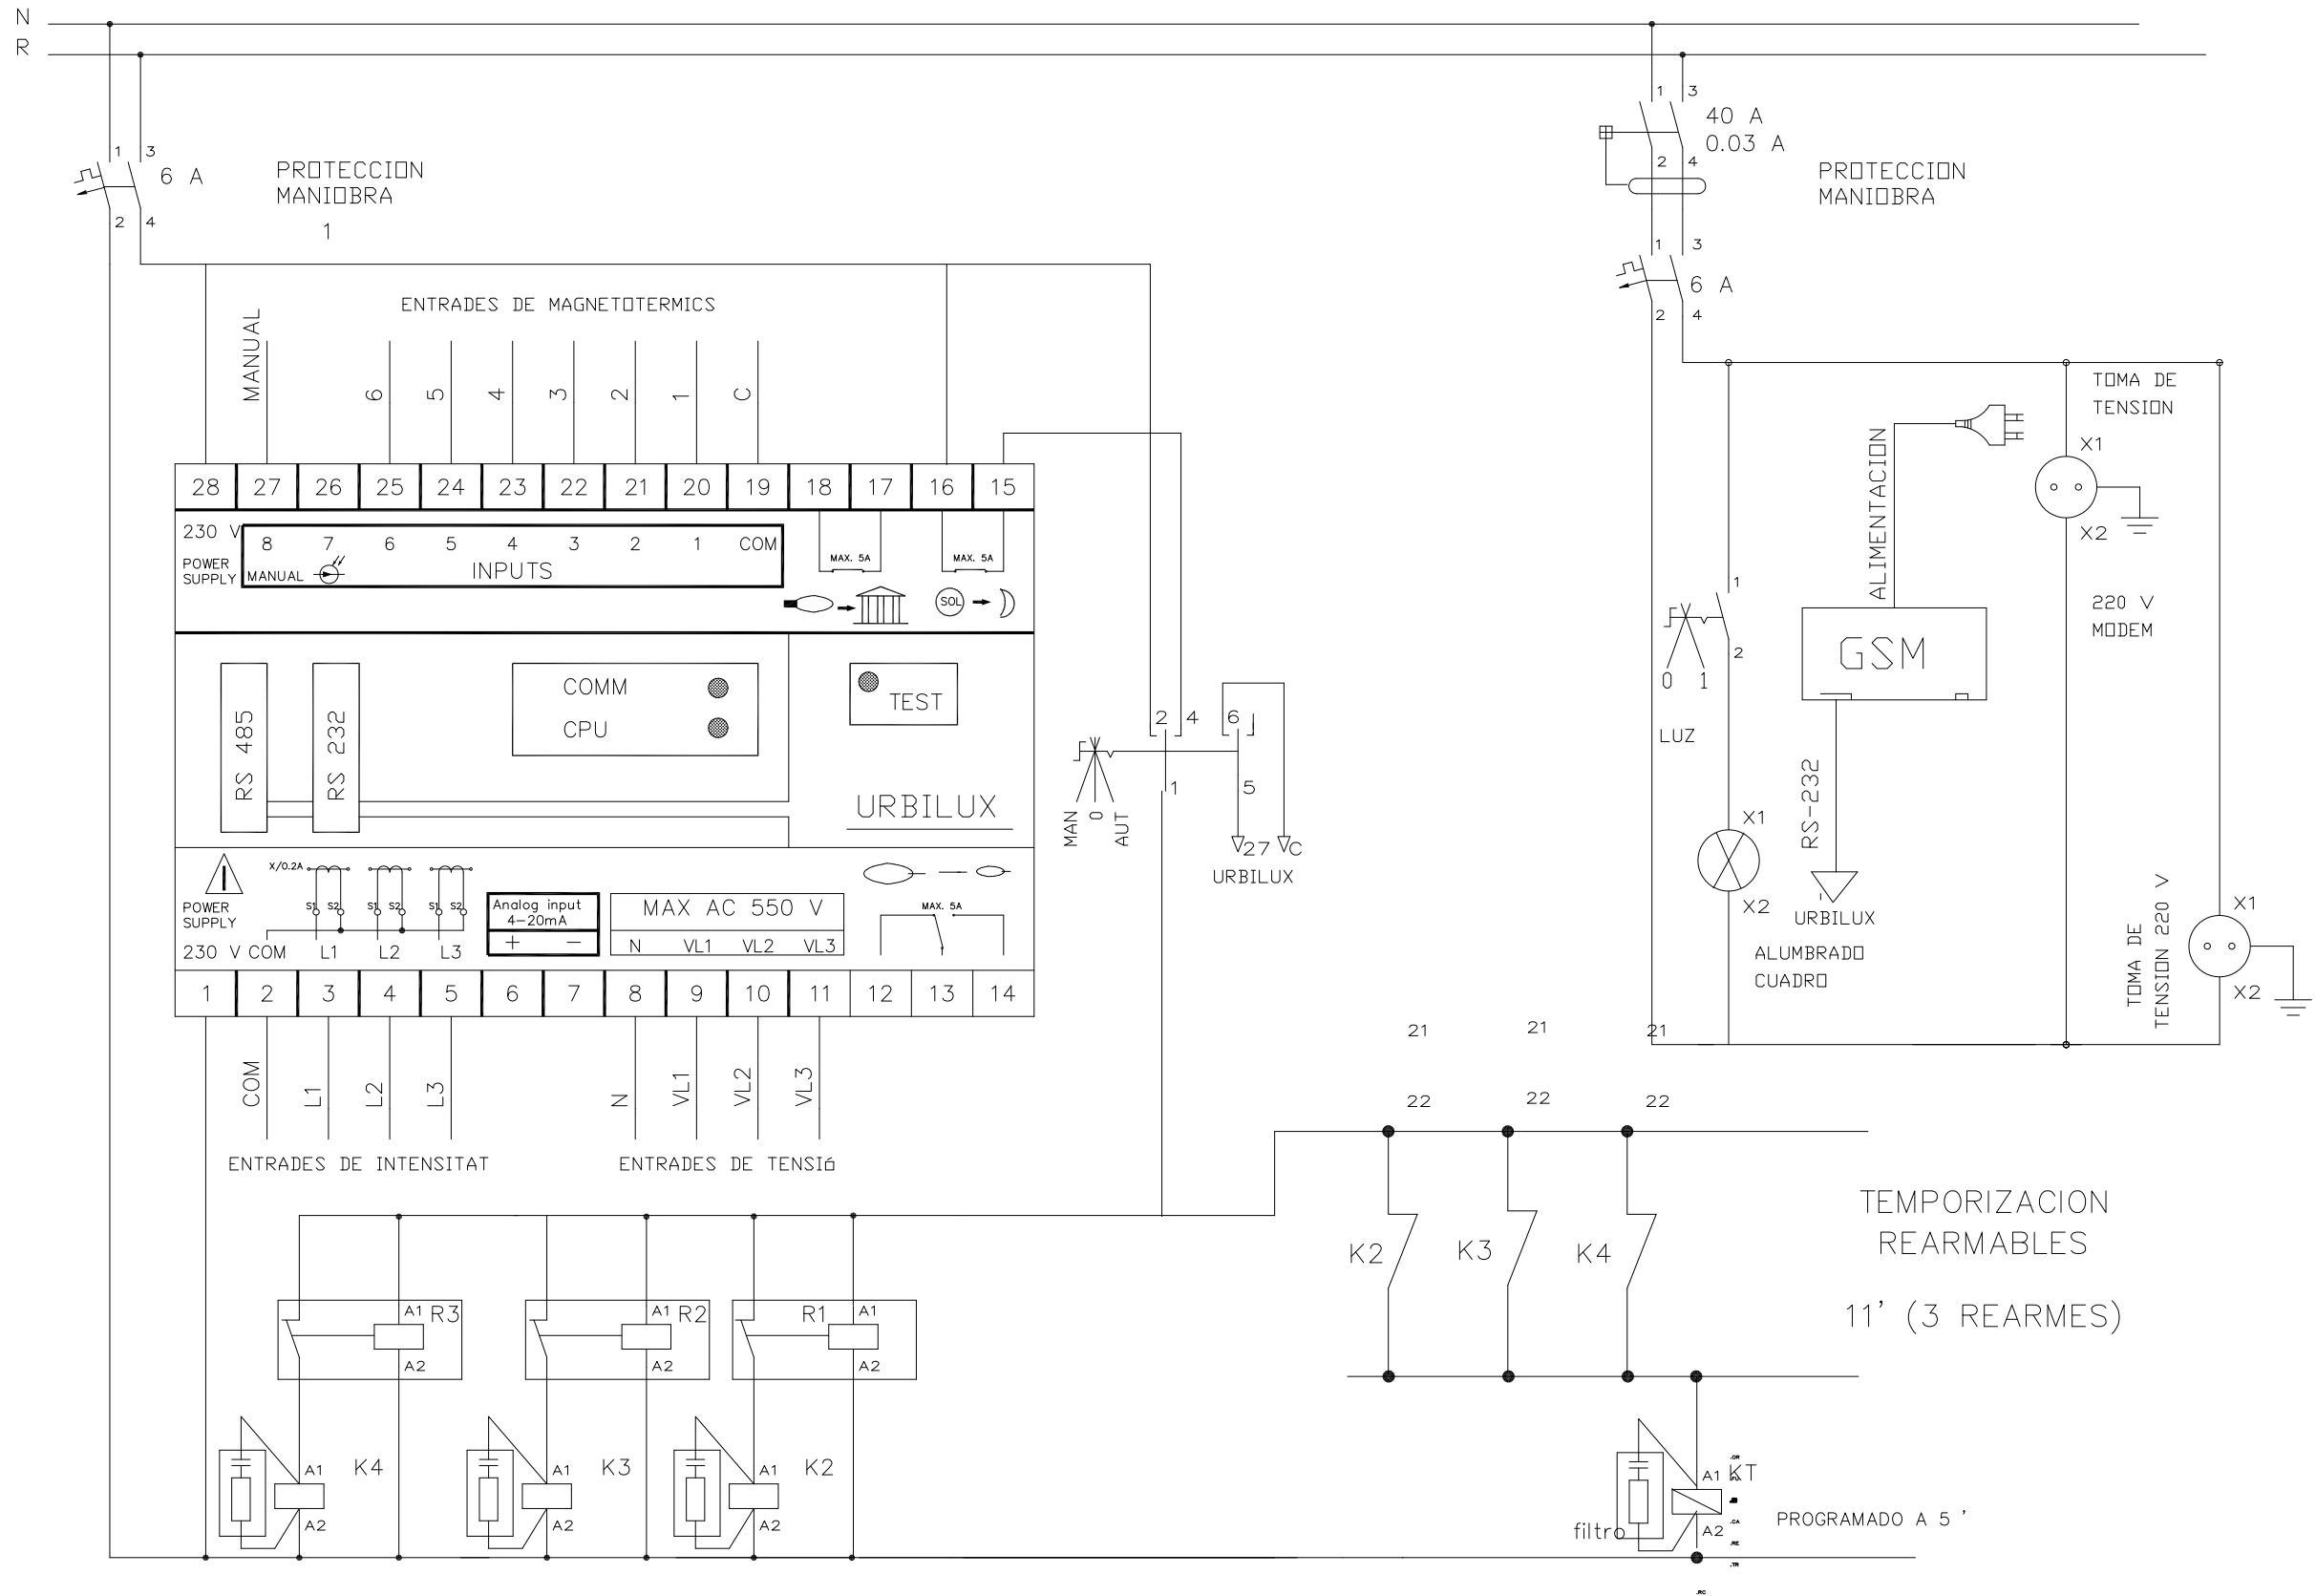 N
R
1 3
6 A
2 4
PROTECCION
MANIOBRA
1
1 3
40 A
0.03 A
2 4
PROTECCION
MANIOBRA
1 3
6 A
2 4
ENTRADES DE MAGNETOTERMICS
MANUAL
6
5
4
3
2
1
C
28 27 26 25 24 23 22 21 20 19 18 17 16 15
230 V
POWER
SUPPLY
8 7 6 5 4 3 2 1 COM
MANUAL
INPUTS
MAX. 5A
MAX. 5A
SOL
RS 485
RS 232
COMM
CPU
TEST
URBILUX
X/0.2A
S1 S2 S1 S2 S1 S2
POWER
SUPPLY
230 V COM L1 L2 L3
Analog input
4-20mA
+ -
MAX AC 550 V
N VL1 VL2 VL3
MAX. 5A
1 2 3 4 5 6 7 8 9 10 11 12 13 14
COM
L1
L2
L3
N
VL1
VL2
VL3
ENTRADES DE INTENSITAT
ENTRADES DE TENSIó
2 4 6
1 5
MAN
0
AUT
27 C
URBILUX
TOMA DE
TENSION
X1
X2
220 V
MODEM
ALIMENTACION
GSM
RS-232
URBILUX
1
2
0 1
LUZ
X1
X2
ALUMBRADO
CUADRO
TOMA DE
TENSION 220 V
X1
X2
21 21 21
22 22 22
K2 K3 K4
TEMPORIZACION
REARMABLES
11' (3 REARMES)
A1 R3
A2
A1 R2
A2
R1 A1
A2
A1 K4
A2
A1 K3
A2
A1 K2
A2
A1 KT
A2
filtro
PROGRAMADO A 5 '
.CA
.RE
.TR
.RC